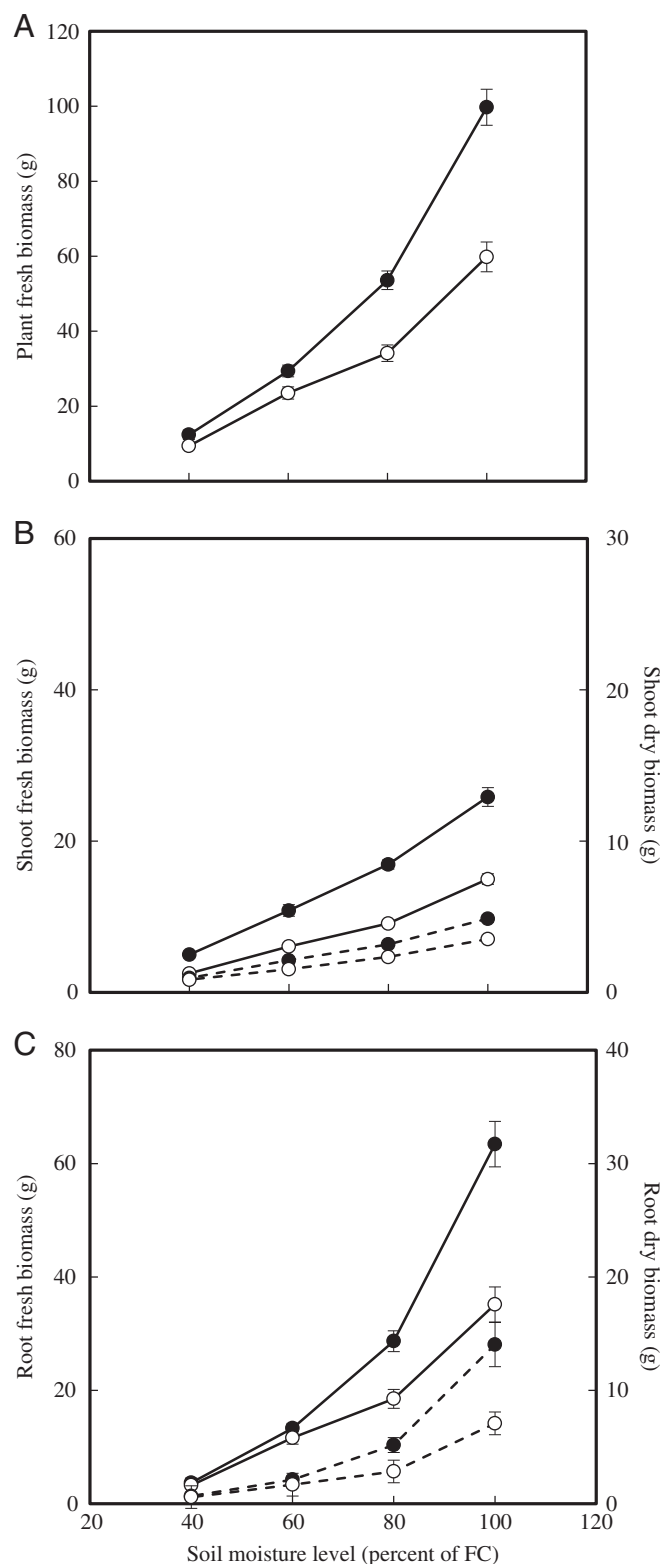 A
120
100
80
60
40
20
0
Plant fresh biomass (g)
B
60
40
20
0
Shoot fresh biomass (g)
30
20
10
0
Shoot dry biomass (g)
C
80
60
40
20
0
Root fresh biomass (g)
40
30
20
10
0
Root dry biomass (g)
20 40 60 80 100 120
Soil moisture level (percent of FC)